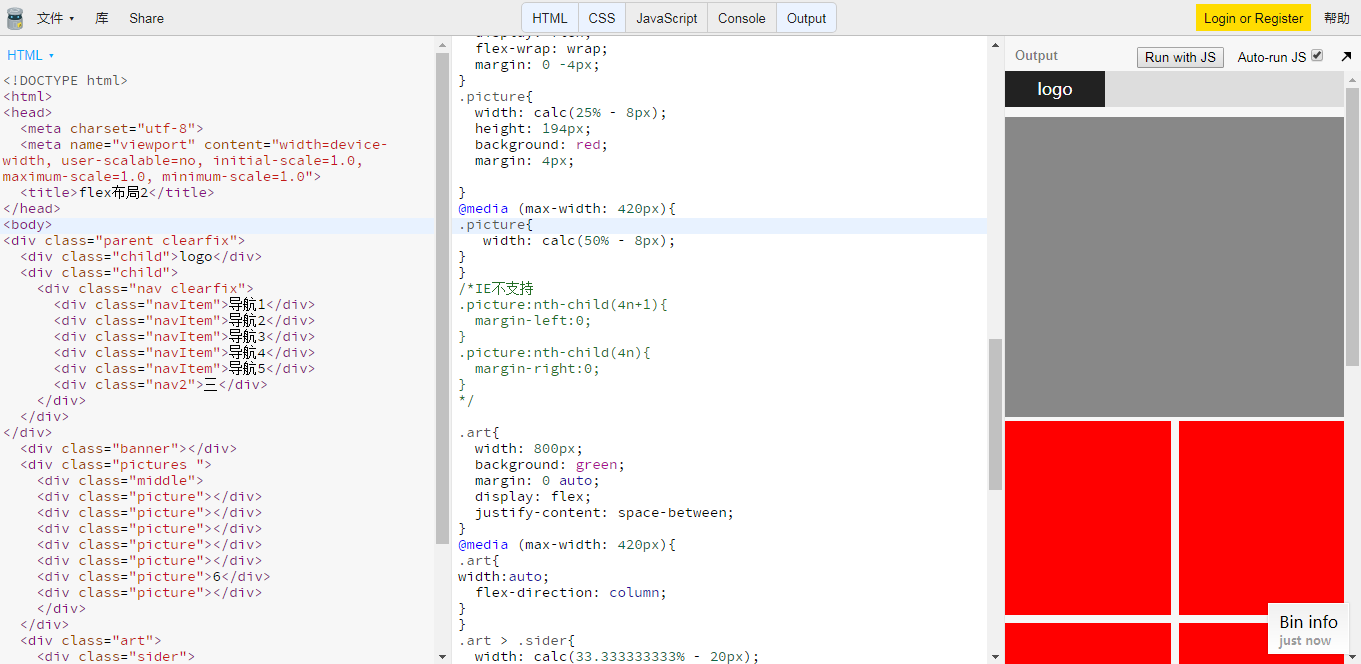 文件 库 Share HTML CSS JavaScript Console Output Login or Register 帮助
HTML
<!DOCTYPE html>
<html>
<head>
  <meta charset="utf-8">
  <meta name="viewport" content="width=device-
width, user-scalable=no, initial-scale=1.0,
maximum-scale=1.0, minimum-scale=1.0">
  <title>flex布局2</title>
</head>
<body>
<div class="parent clearfix">
  <div class="child">logo</div>
  <div class="child">
    <div class="nav clearfix">
      <div class="navItem">导航1</div>
      <div class="navItem">导航2</div>
      <div class="navItem">导航3</div>
      <div class="navItem">导航4</div>
      <div class="navItem">导航5</div>
      <div class="nav2">三</div>
    </div>
  </div>
</div>
  <div class="banner"></div>
  <div class="pictures ">
    <div class="middle">
    <div class="picture"></div>
    <div class="picture"></div>
    <div class="picture"></div>
    <div class="picture"></div>
    <div class="picture"></div>
    <div class="picture">6</div>
    <div class="picture"></div>
    </div>
  </div>
  <div class="art">
    <div class="sider">
  display: flex;
  flex-wrap: wrap;
  margin: 0 -4px;
}
.picture{
  width: calc(25% - 8px);
  height: 194px;
  background: red;
  margin: 4px;
}
@media (max-width: 420px){
.picture{
   width: calc(50% - 8px);
}
}
/*IE不支持
.picture:nth-child(4n+1){
  margin-left:0;
}
.picture:nth-child(4n){
  margin-right:0;
}
*/
.art{
  width: 800px;
  background: green;
  margin: 0 auto;
  display: flex;
  justify-content: space-between;
}
@media (max-width: 420px){
.art{
width:auto;
  flex-direction: column;
}
}
.art > .sider{
  width: calc(33.333333333% - 20px);
Output Run with JS Auto-run JS
logo
Bin info
just now